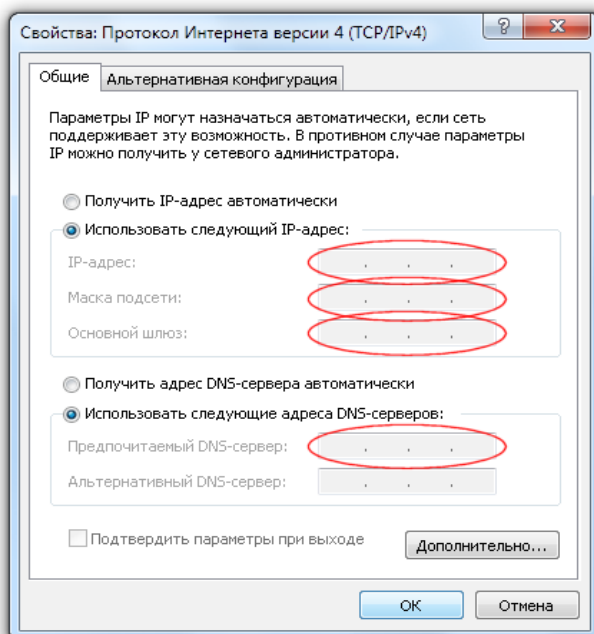 Свойства: Протокол Интернета версии 4 (TCP/IPv4)
Общие
Альтернативная конфигурация
Параметры IP могут назначаться автоматически, если сеть
поддерживает эту возможность. В противном случае параметры
IP можно получить у сетевого администратора.
Получить IP-адрес автоматически
Использовать следующий IP-адрес:
IP-адрес:
Маска подсети:
Основной шлюз:
Получить адрес DNS-сервера автоматически
Использовать следующие адреса DNS-серверов:
Предпочитаемый DNS-сервер:
Альтернативный DNS-сервер:
Подтвердить параметры при выходе
Дополнительно...
ОК
Отмена